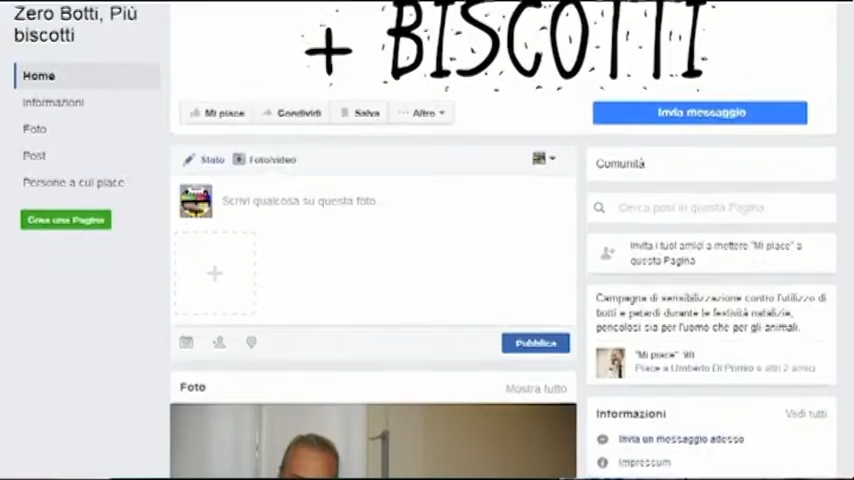 Zero Botti, Più
biscotti
Home
Informazioni
Foto
Post
Persone a cui piace
Crea una Pagina
+ BISCOTTI
Mi piace
Condividi
Salva
Altro
Invia messaggio
Stato
Foto/video
Scrivi qualcosa su questa foto.
Pubblica
Foto
Mostra tutto
Comunità
Cerca post in questa Pagina
Invita i tuoi amici a mettere "Mi piace" a
questa Pagina
Campagna di sensibilizzazione contro l'utilizzo di
botti e petardi durante le festività natalizie,
pericolosi sia per l'uomo che per gli animali.
"Mi piace" 98
Piace a Umberto Di Primio e altri 2 amici
Informazioni
Vedi tutti
Invia un messaggio adesso
Impressum